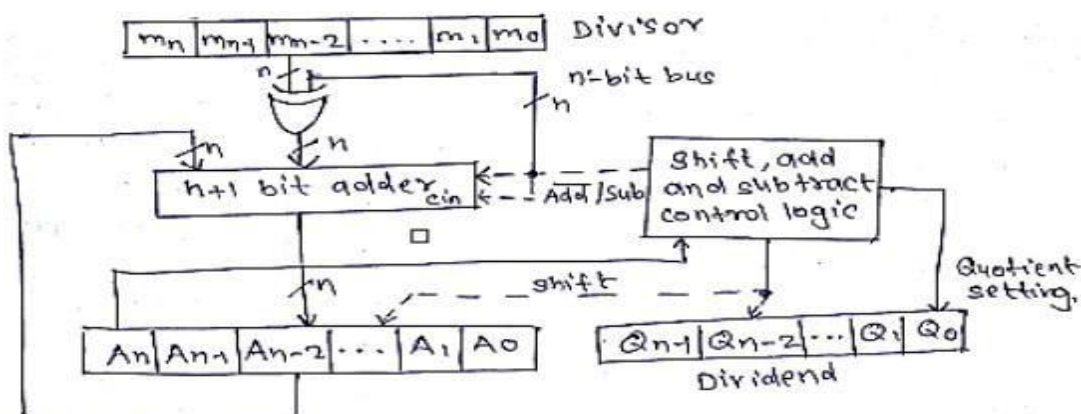 mn mn-1 mn-2 .... m1 m0 Divisor
n
n-bit bus
n
n n
n+1 bit adder cin
Add/Sub
Shift, add
and subtract
control logic
Shift
Quotient
setting.
An An-1 An-2 ... A1 A0
n
Qn-1 Qn-2 ... Q1 Q0
Dividend